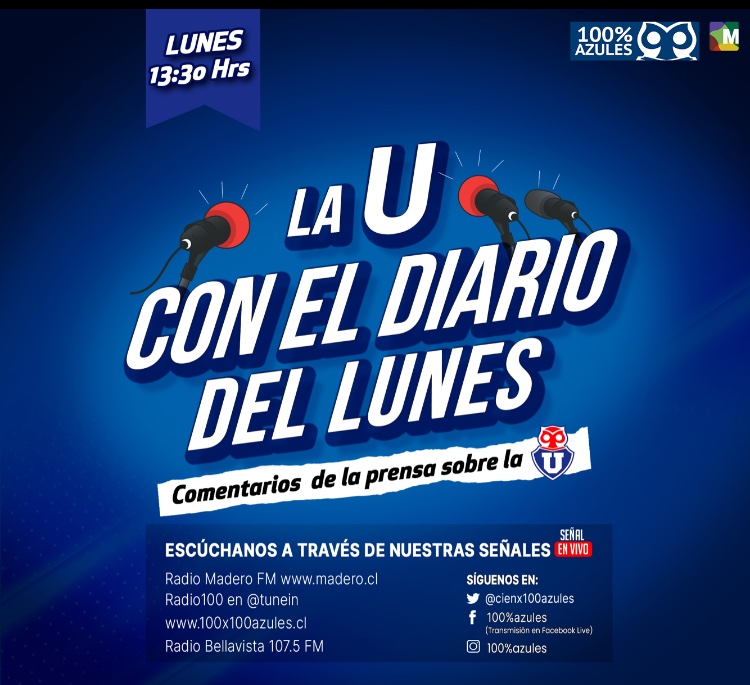 LUNES
13:30 Hrs
100%
AZULES
M
LA U
CON EL DIARIO
DEL LUNES
Comentarios de la prensa sobre la
U
ESCÚCHANOS A TRAVÉS DE NUESTRAS SEÑALES
SEÑAL
EN VIVO
Radio Madero FM www.madero.cl
Radio100 en @tunein
www.100x100azules.cl
Radio Bellavista 107.5 FM
SÍGUENOS EN:
@cienx100azules
100%azules
(Transmisión en Facebook Live)
100%azules